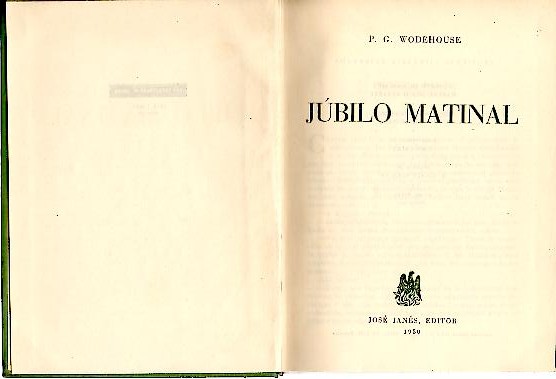 P. G. WODEHOUSE
JÚBILO MATINAL
JOSÉ JANÉS, EDITOR
1950